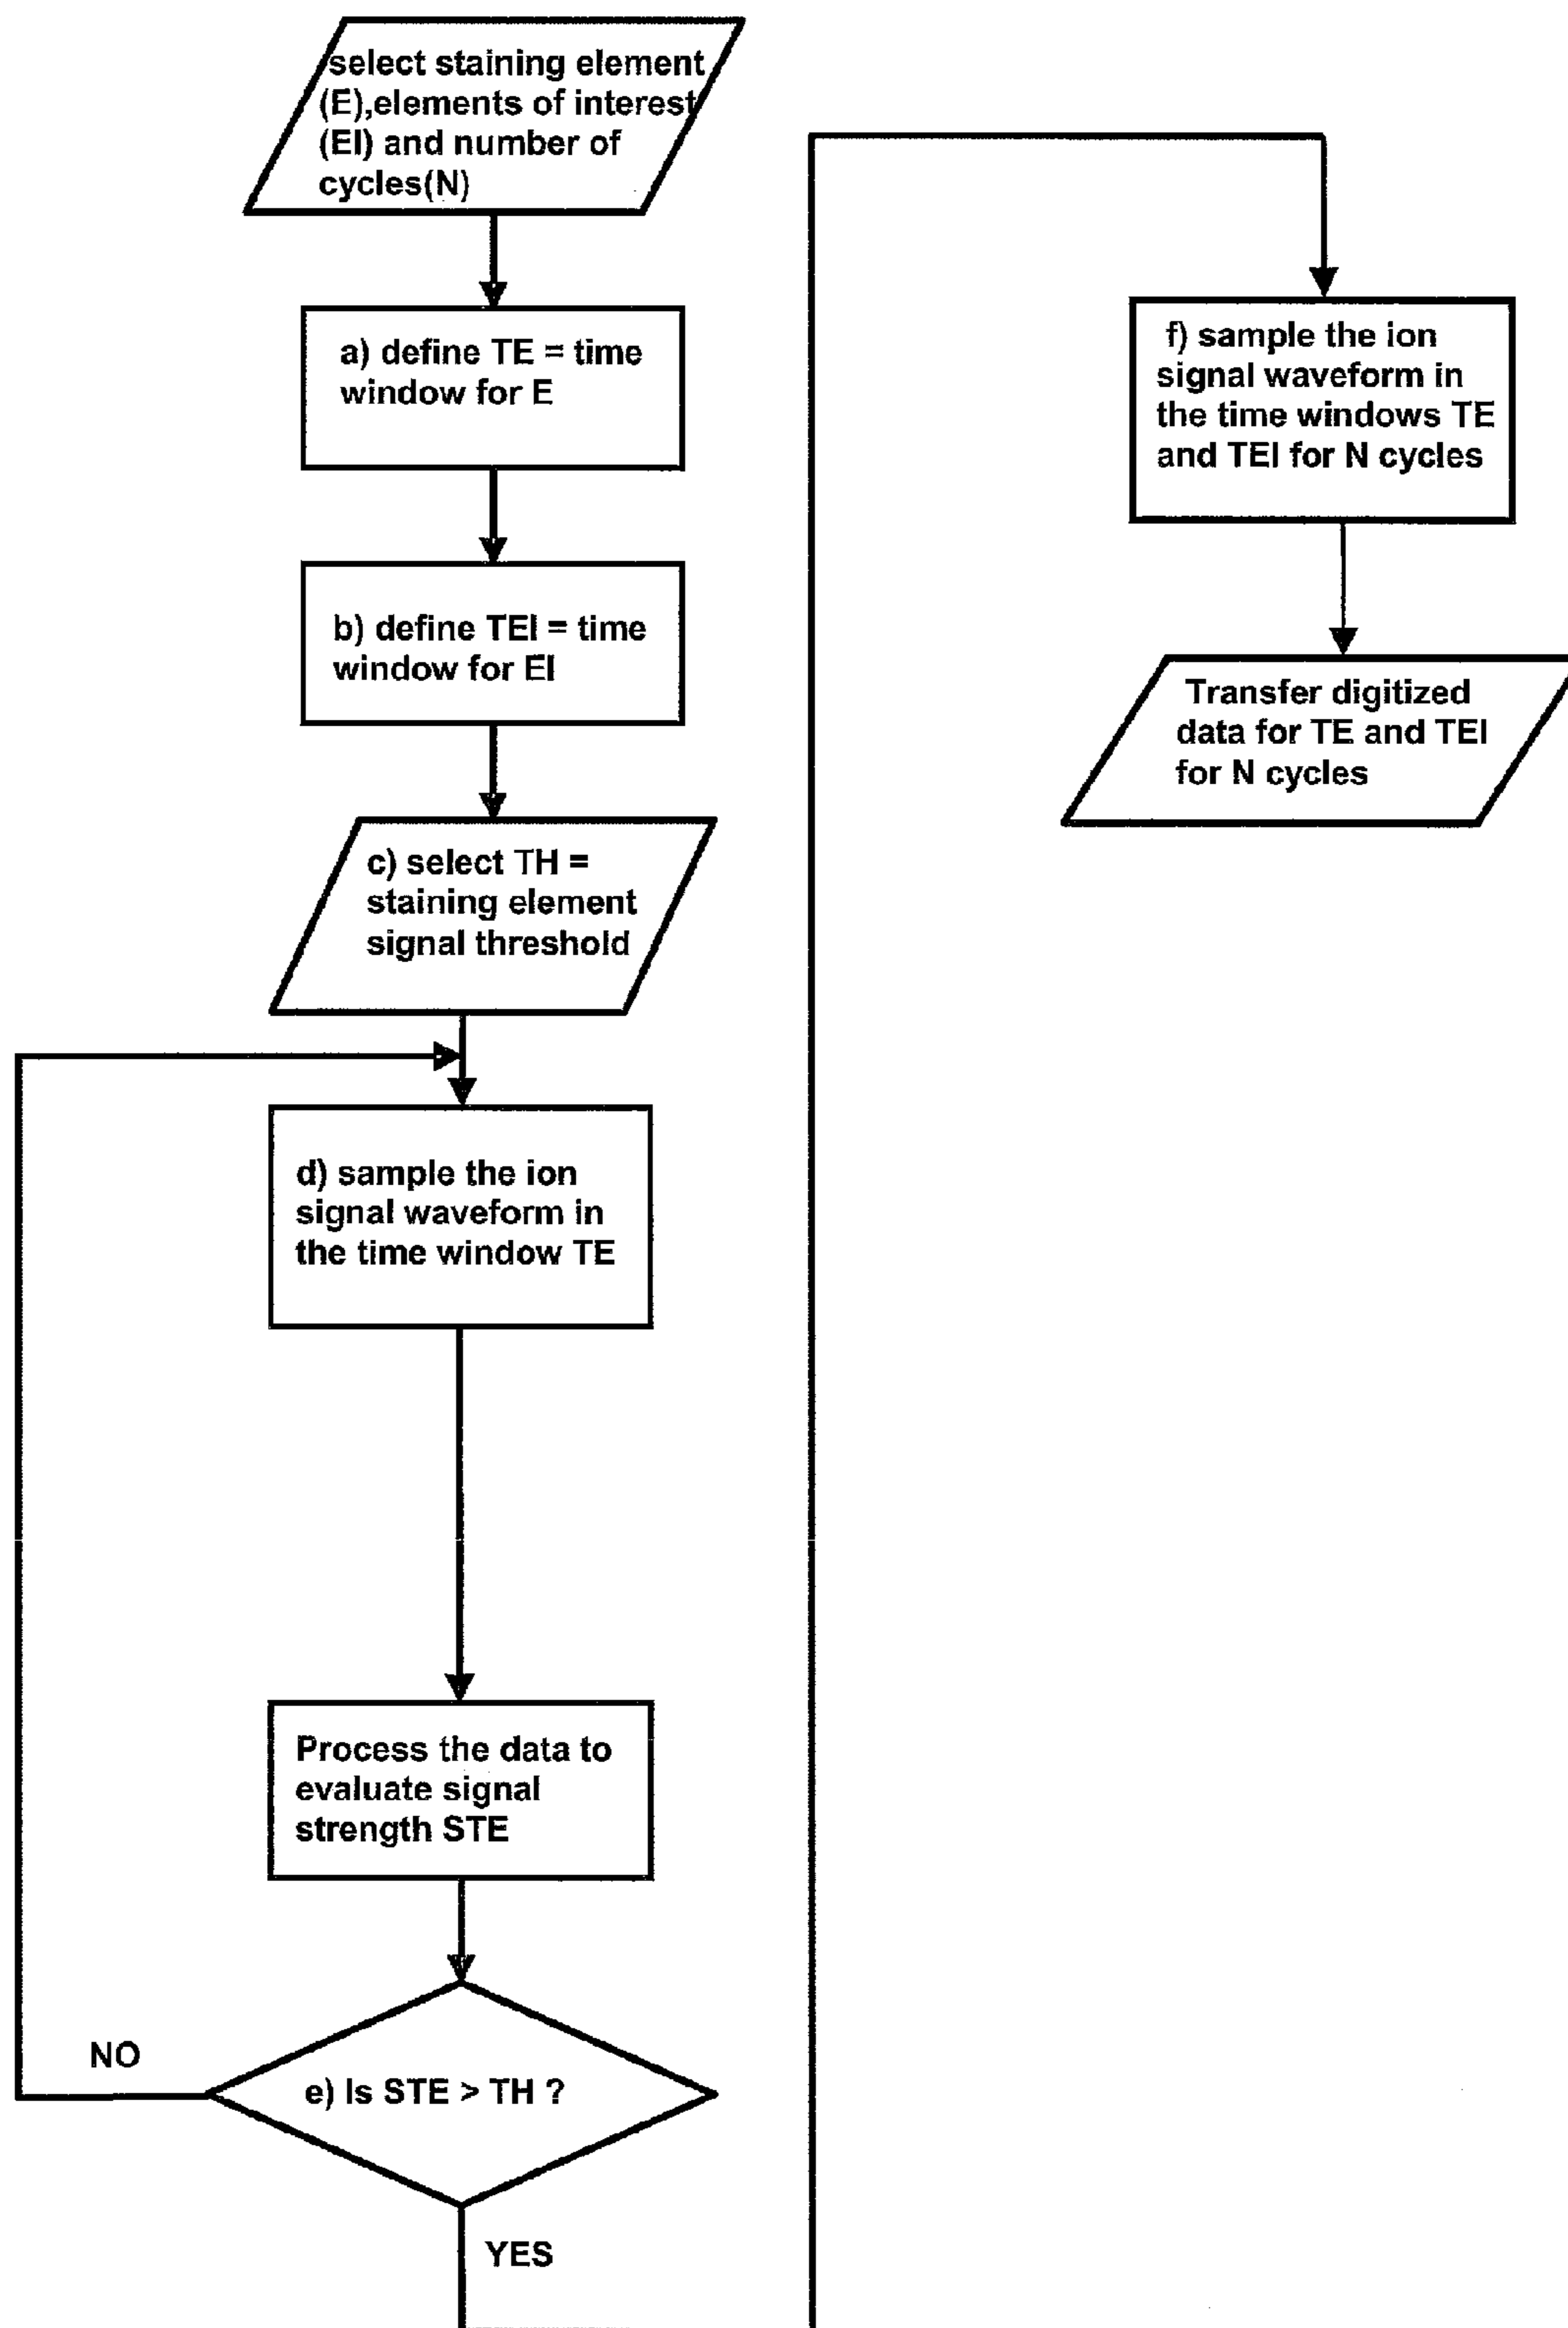 select staining element
(E),elements of interest
(EI) and number of
cycles(N)
a) define TE = time
window for E
b) define TEI = time
window for EI
c) select TH =
staining element
signal threshold
d) sample the ion
signal waveform in
the time window TE
Process the data to
evaluate signal
strength STE
e) Is STE > TH ?
NO
YES
f) sample the ion
signal waveform in
the time windows TE
and TEI for N cycles
Transfer digitized
data for TE and TEI
for N cycles